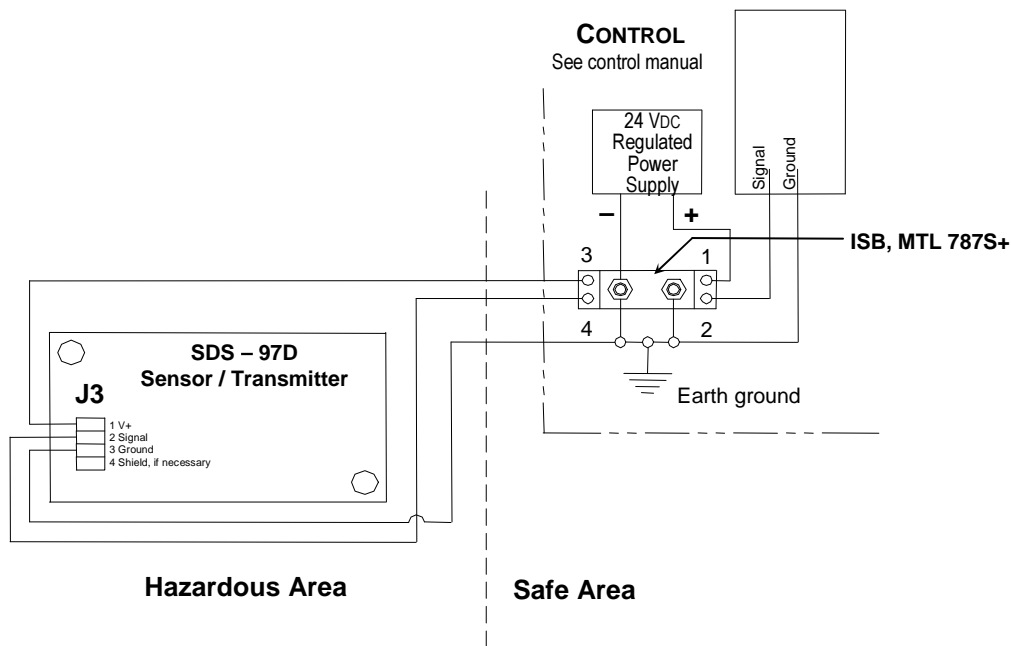 CONTROL
See control manual
24 VDC
Regulated
Power
Supply
Signal
Ground
–
+
ISB, MTL 787S+
3
1
4
2
SDS – 97D
Sensor / Transmitter
J3
1 V+
2 Signal
3 Ground
4 Shield, if necessary
Earth ground
Hazardous Area
Safe Area